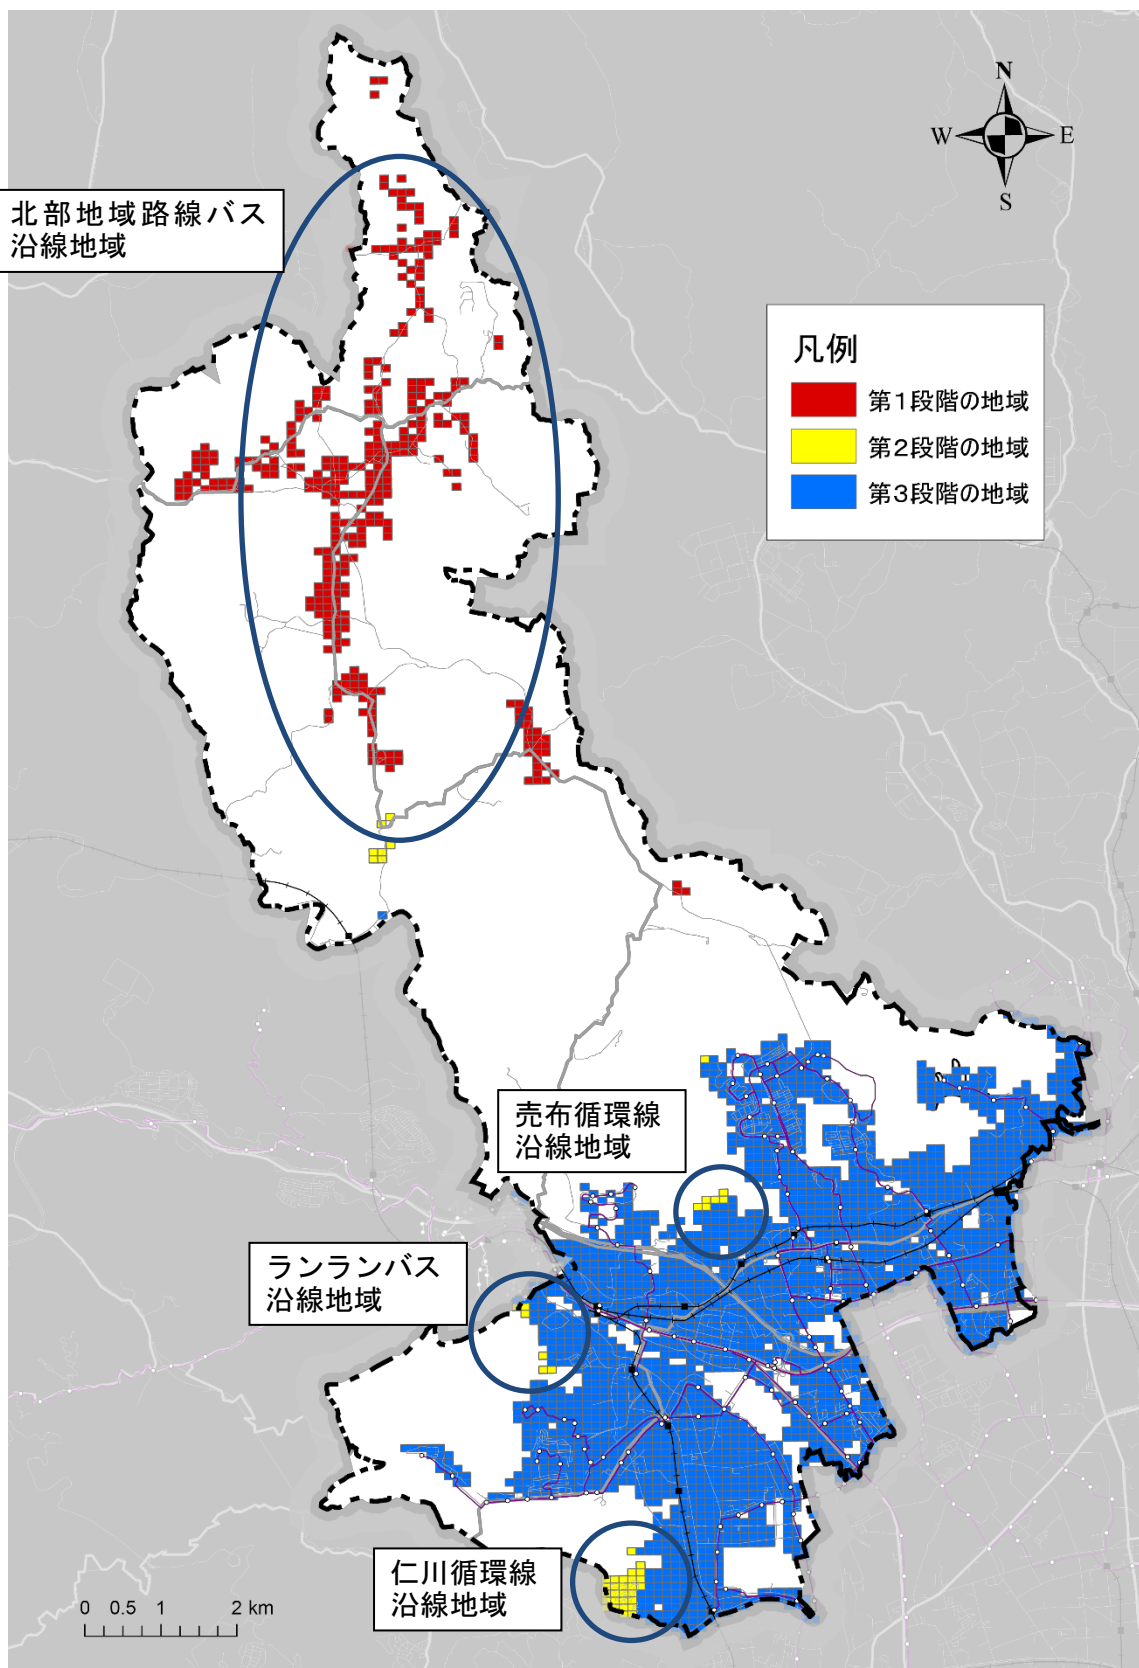 N
W
E
S
北部地域路線バス
沿線地域
凡例
第1段階の地域
第2段階の地域
第3段階の地域
売布循環線
沿線地域
ランランバス
沿線地域
仁川循環線
沿線地域
0 0.5 1 2 km